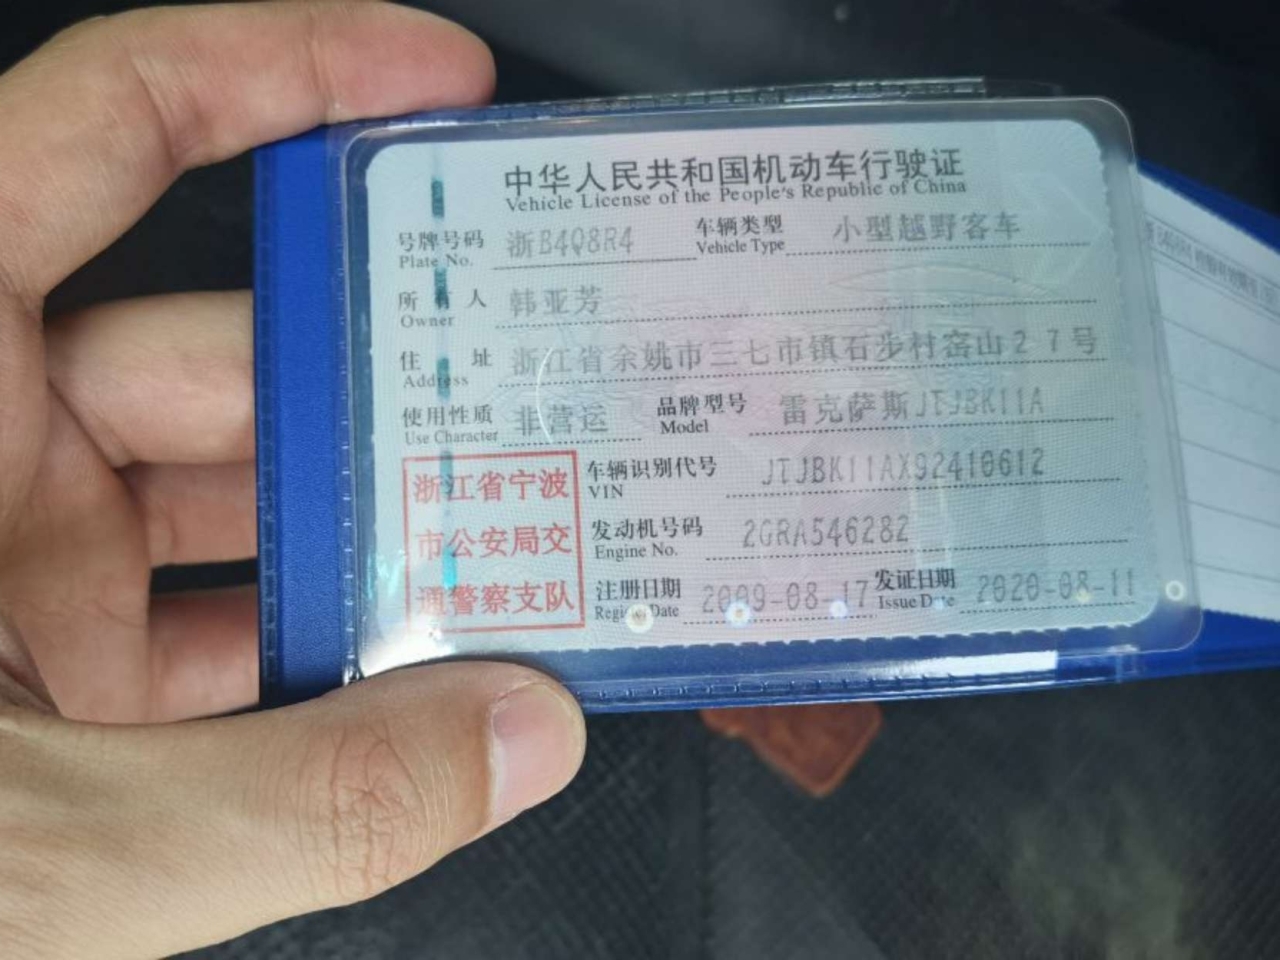 中华人民共和国机动车行驶证
Vehicle License of the People's Republic of China
号牌号码 浙B4Q8R4 车辆类型 小型越野客车
Plate No. Vehicle Type
所有人 韩亚芳
Owner
住址 浙江省余姚市三七市镇石步村窑山27号
Address
使用性质 非营运 品牌型号 雷克萨斯JTJBK11A
Use Character Model
浙江省宁波
市公安局交
通警察支队
车辆识别代号 JTJBK11AX92410612
VIN
发动机号码 2GRA546282
Engine No.
注册日期 2009-08-17 发证日期 2020-08-11
Register Date Issue Date